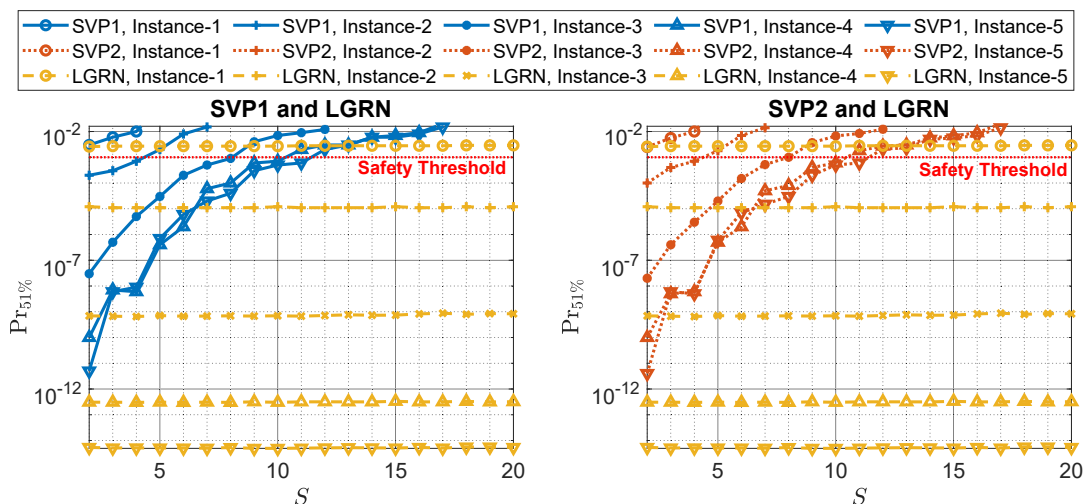 SVP1, Instance-1 SVP1, Instance-2 SVP1, Instance-3 SVP1, Instance-4 SVP1, Instance-5
SVP2, Instance-1 SVP2, Instance-2 SVP2, Instance-3 SVP2, Instance-4 SVP2, Instance-5
LGRN, Instance-1 LGRN, Instance-2 LGRN, Instance-3 LGRN, Instance-4 LGRN, Instance-5
SVP1 and LGRN
10^-2
Safety Threshold
10^-7
10^-12
Pr_51%
5 10 15 20
S
SVP2 and LGRN
10^-2
Safety Threshold
10^-7
10^-12
Pr_51%
5 10 15 20
S